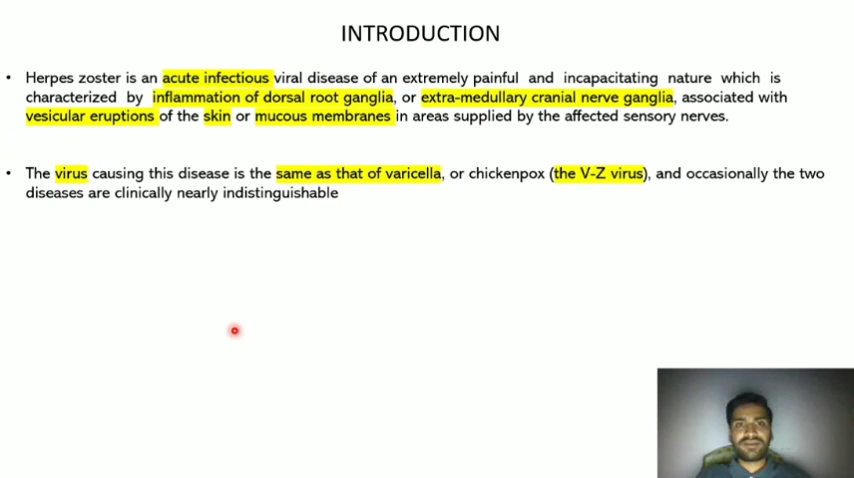 INTRODUCTION
• Herpes zoster is an acute infectious viral disease of an extremely painful and incapacitating nature which is
characterized by inflammation of dorsal root ganglia, or extra-medullary cranial nerve ganglia, associated with
vesicular eruptions of the skin or mucous membranes in areas supplied by the affected sensory nerves.
• The virus causing this disease is the same as that of varicella, or chickenpox (the V-Z virus), and occasionally the two
diseases are clinically nearly indistinguishable